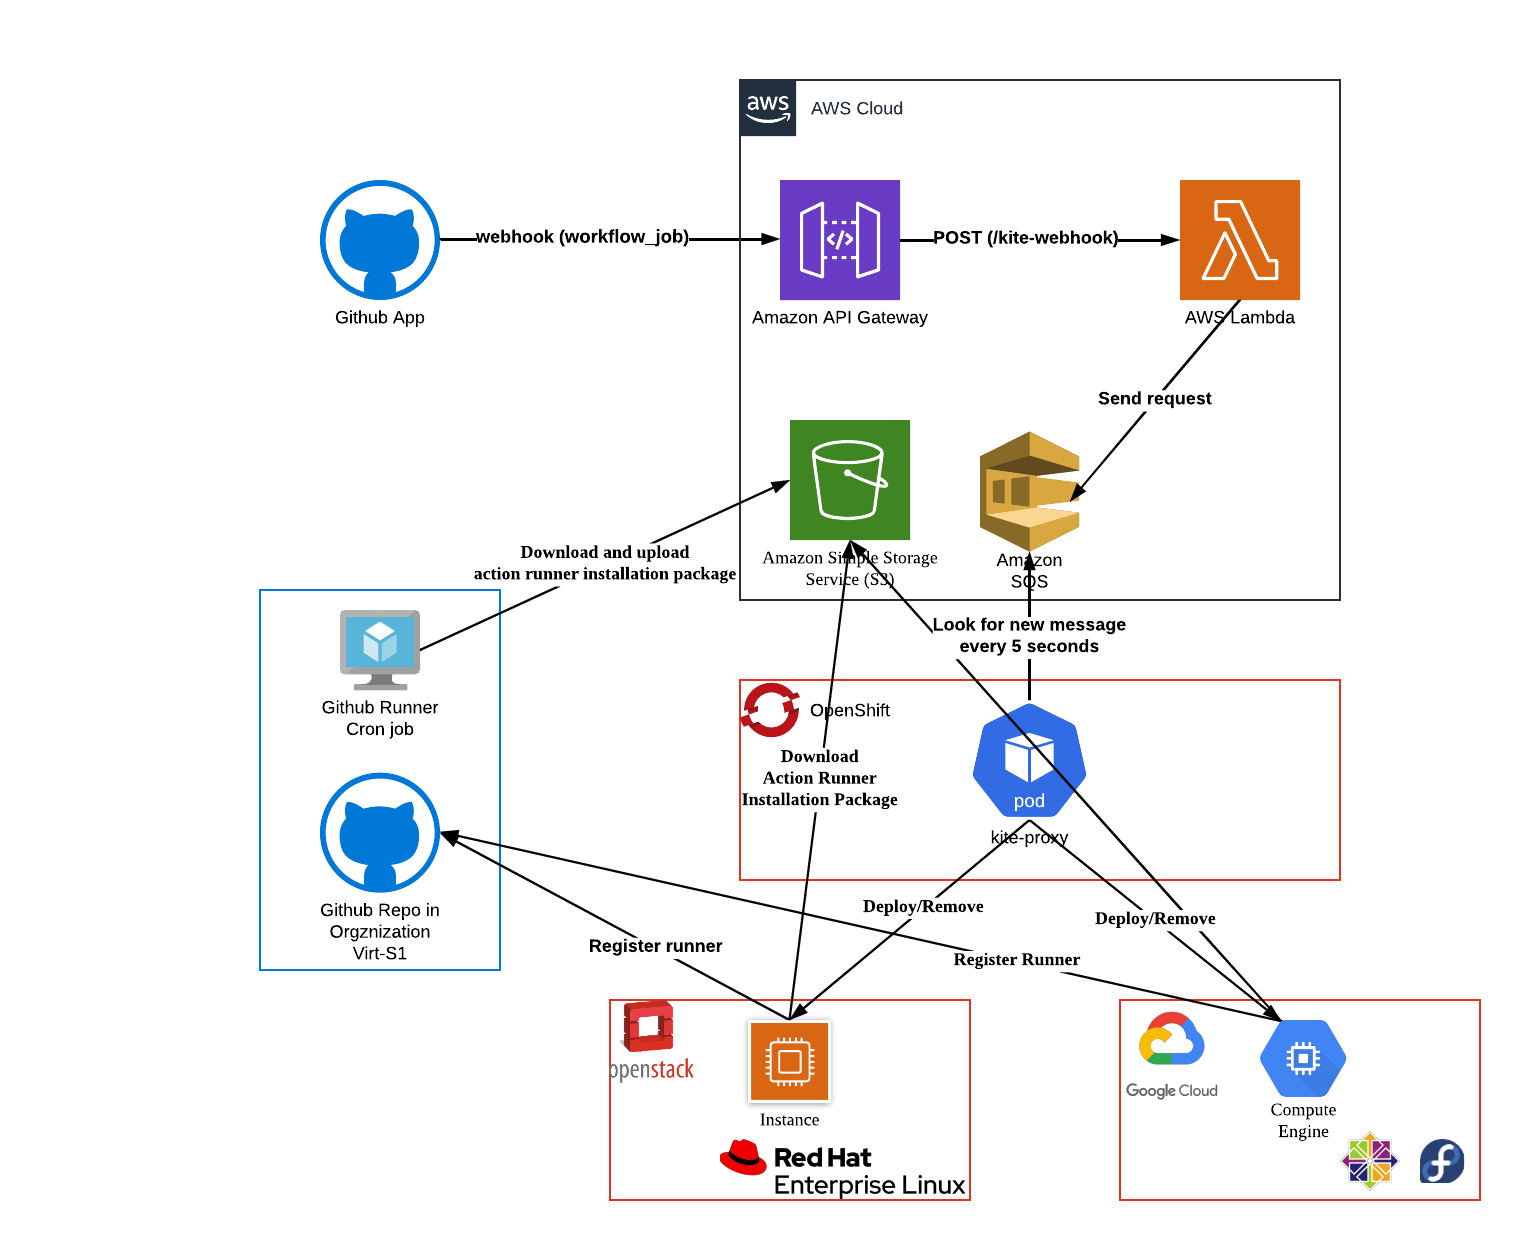 aws
AWS Cloud
webhook (workflow_job)
POST (/kite-webhook)
Github App
Amazon API Gateway
AWS Lambda
Send request
Download and upload
action runner installation package
Amazon Simple Storage
Service (S3)
Amazon
SQS
Look for new message
every 5 seconds
Github Runner
Cron job
OpenShift
Download
Action Runner
Installation Package
pod
kite-proxy
Github Repo in
Orgznization
Virt-S1
Deploy/Remove
Deploy/Remove
Register runner
Register Runner
openstack
Instance
Red Hat
Enterprise Linux
Google Cloud
Compute
Engine